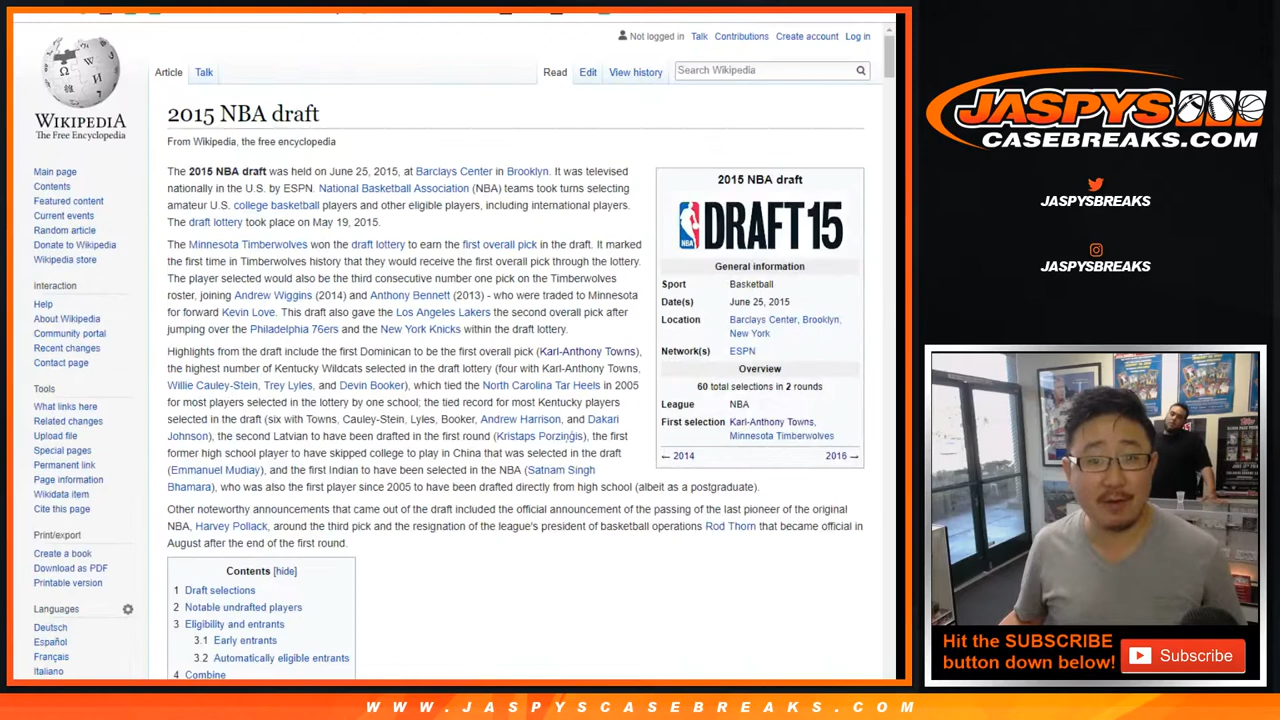 Not logged in Talk Contributions Create account Log in
Article Talk Read Edit View history Search Wikipedia
WIKIPEDIA
The Free Encyclopedia
2015 NBA draft
From Wikipedia, the free encyclopedia
Main page
Contents
Featured content
Current events
Random article
Donate to Wikipedia
Wikipedia store
Interaction
Help
About Wikipedia
Community portal
Recent changes
Contact page
Tools
What links here
Related changes
Upload file
Special pages
Permanent link
Page information
Wikidata item
Cite this page
Print/export
Create a book
Download as PDF
Printable version
Languages
Deutsch
Español
Français
Italiano
The 2015 NBA draft was held on June 25, 2015, at Barclays Center in Brooklyn. It was televised
nationally in the U.S. by ESPN. National Basketball Association (NBA) teams took turns selecting
amateur U.S. college basketball players and other eligible players, including international players.
The draft lottery took place on May 19, 2015.
The Minnesota Timberwolves won the draft lottery to earn the first overall pick in the draft. It marked
the first time in Timberwolves history that they would receive the first overall pick through the lottery.
The player selected would also be the third consecutive number one pick on the Timberwolves
roster, joining Andrew Wiggins (2014) and Anthony Bennett (2013) - who were traded to Minnesota
for forward Kevin Love. This draft also gave the Los Angeles Lakers the second overall pick after
jumping over the Philadelphia 76ers and the New York Knicks within the draft lottery.
Highlights from the draft include the first Dominican to be the first overall pick (Karl-Anthony Towns),
the highest number of Kentucky Wildcats selected in the draft lottery (four with Karl-Anthony Towns,
Willie Cauley-Stein, Trey Lyles, and Devin Booker), which tied the North Carolina Tar Heels in 2005
for most players selected in the lottery by one school; the tied record for most Kentucky players
selected in the draft (six with Towns, Cauley-Stein, Lyles, Booker, Andrew Harrison, and Dakari
Johnson), the second Latvian to have been drafted in the first round (Kristaps Porziņģis), the first
former high school player to have skipped college to play in China that was selected in the draft
(Emmanuel Mudiay), and the first Indian to have been selected in the NBA (Satnam Singh
Bhamara), who was also the first player since 2005 to have been drafted directly from high school (albeit as a postgraduate).
Other noteworthy announcements that came out of the draft included the official announcement of the passing of the last pioneer of the original
NBA, Harvey Pollack, around the third pick and the resignation of the league's president of basketball operations Rod Thorn that became official in
August after the end of the first round.
Contents [hide]
1 Draft selections
2 Notable undrafted players
3 Eligibility and entrants
3.1 Early entrants
3.2 Automatically eligible entrants
4 Combine
2015 NBA draft
NBA DRAFT15
General information
Sport Basketball
Date(s) June 25, 2015
Location Barclays Center, Brooklyn,
New York
Network(s) ESPN
Overview
60 total selections in 2 rounds
League NBA
First selection Karl-Anthony Towns,
Minnesota Timberwolves
← 2014 2016 →
JASPYS
CASEBREAKS.COM
JASPYSBREAKS
JASPYSBREAKS
Hit the SUBSCRIBE
button down below!
Subscribe
WWW.JASPYSCASEBREAKS.COM